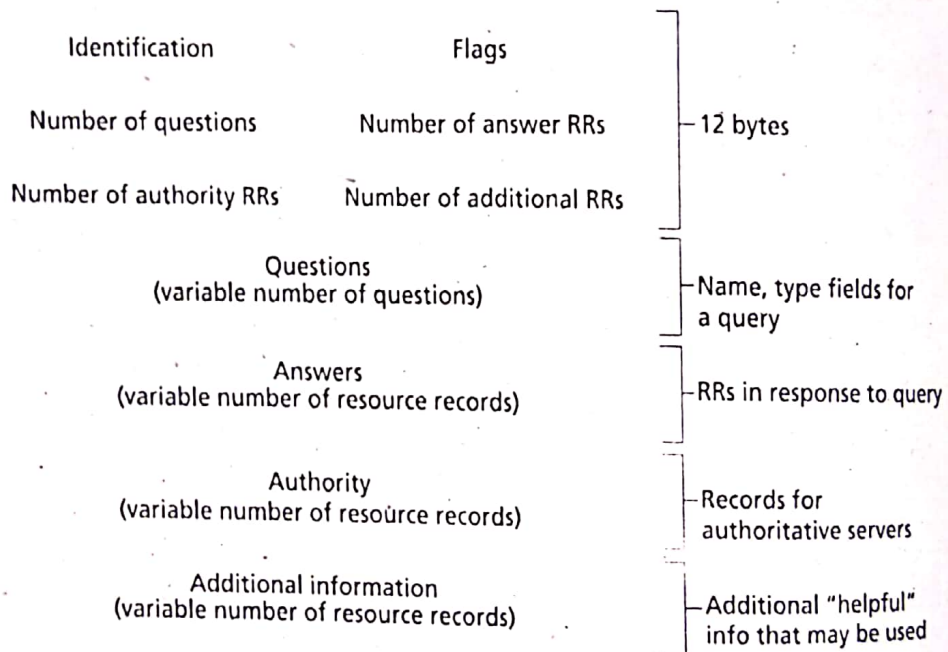 Identification Flags
Number of questions Number of answer RRs 12 bytes
Number of authority RRs Number of additional RRs
Questions
(variable number of questions)
Name, type fields for
a query
Answers
(variable number of resource records)
RRs in response to query
Authority
(variable number of resource records)
Records for
authoritative servers
Additional information
(variable number of resource records)
Additional "helpful"
info that may be used